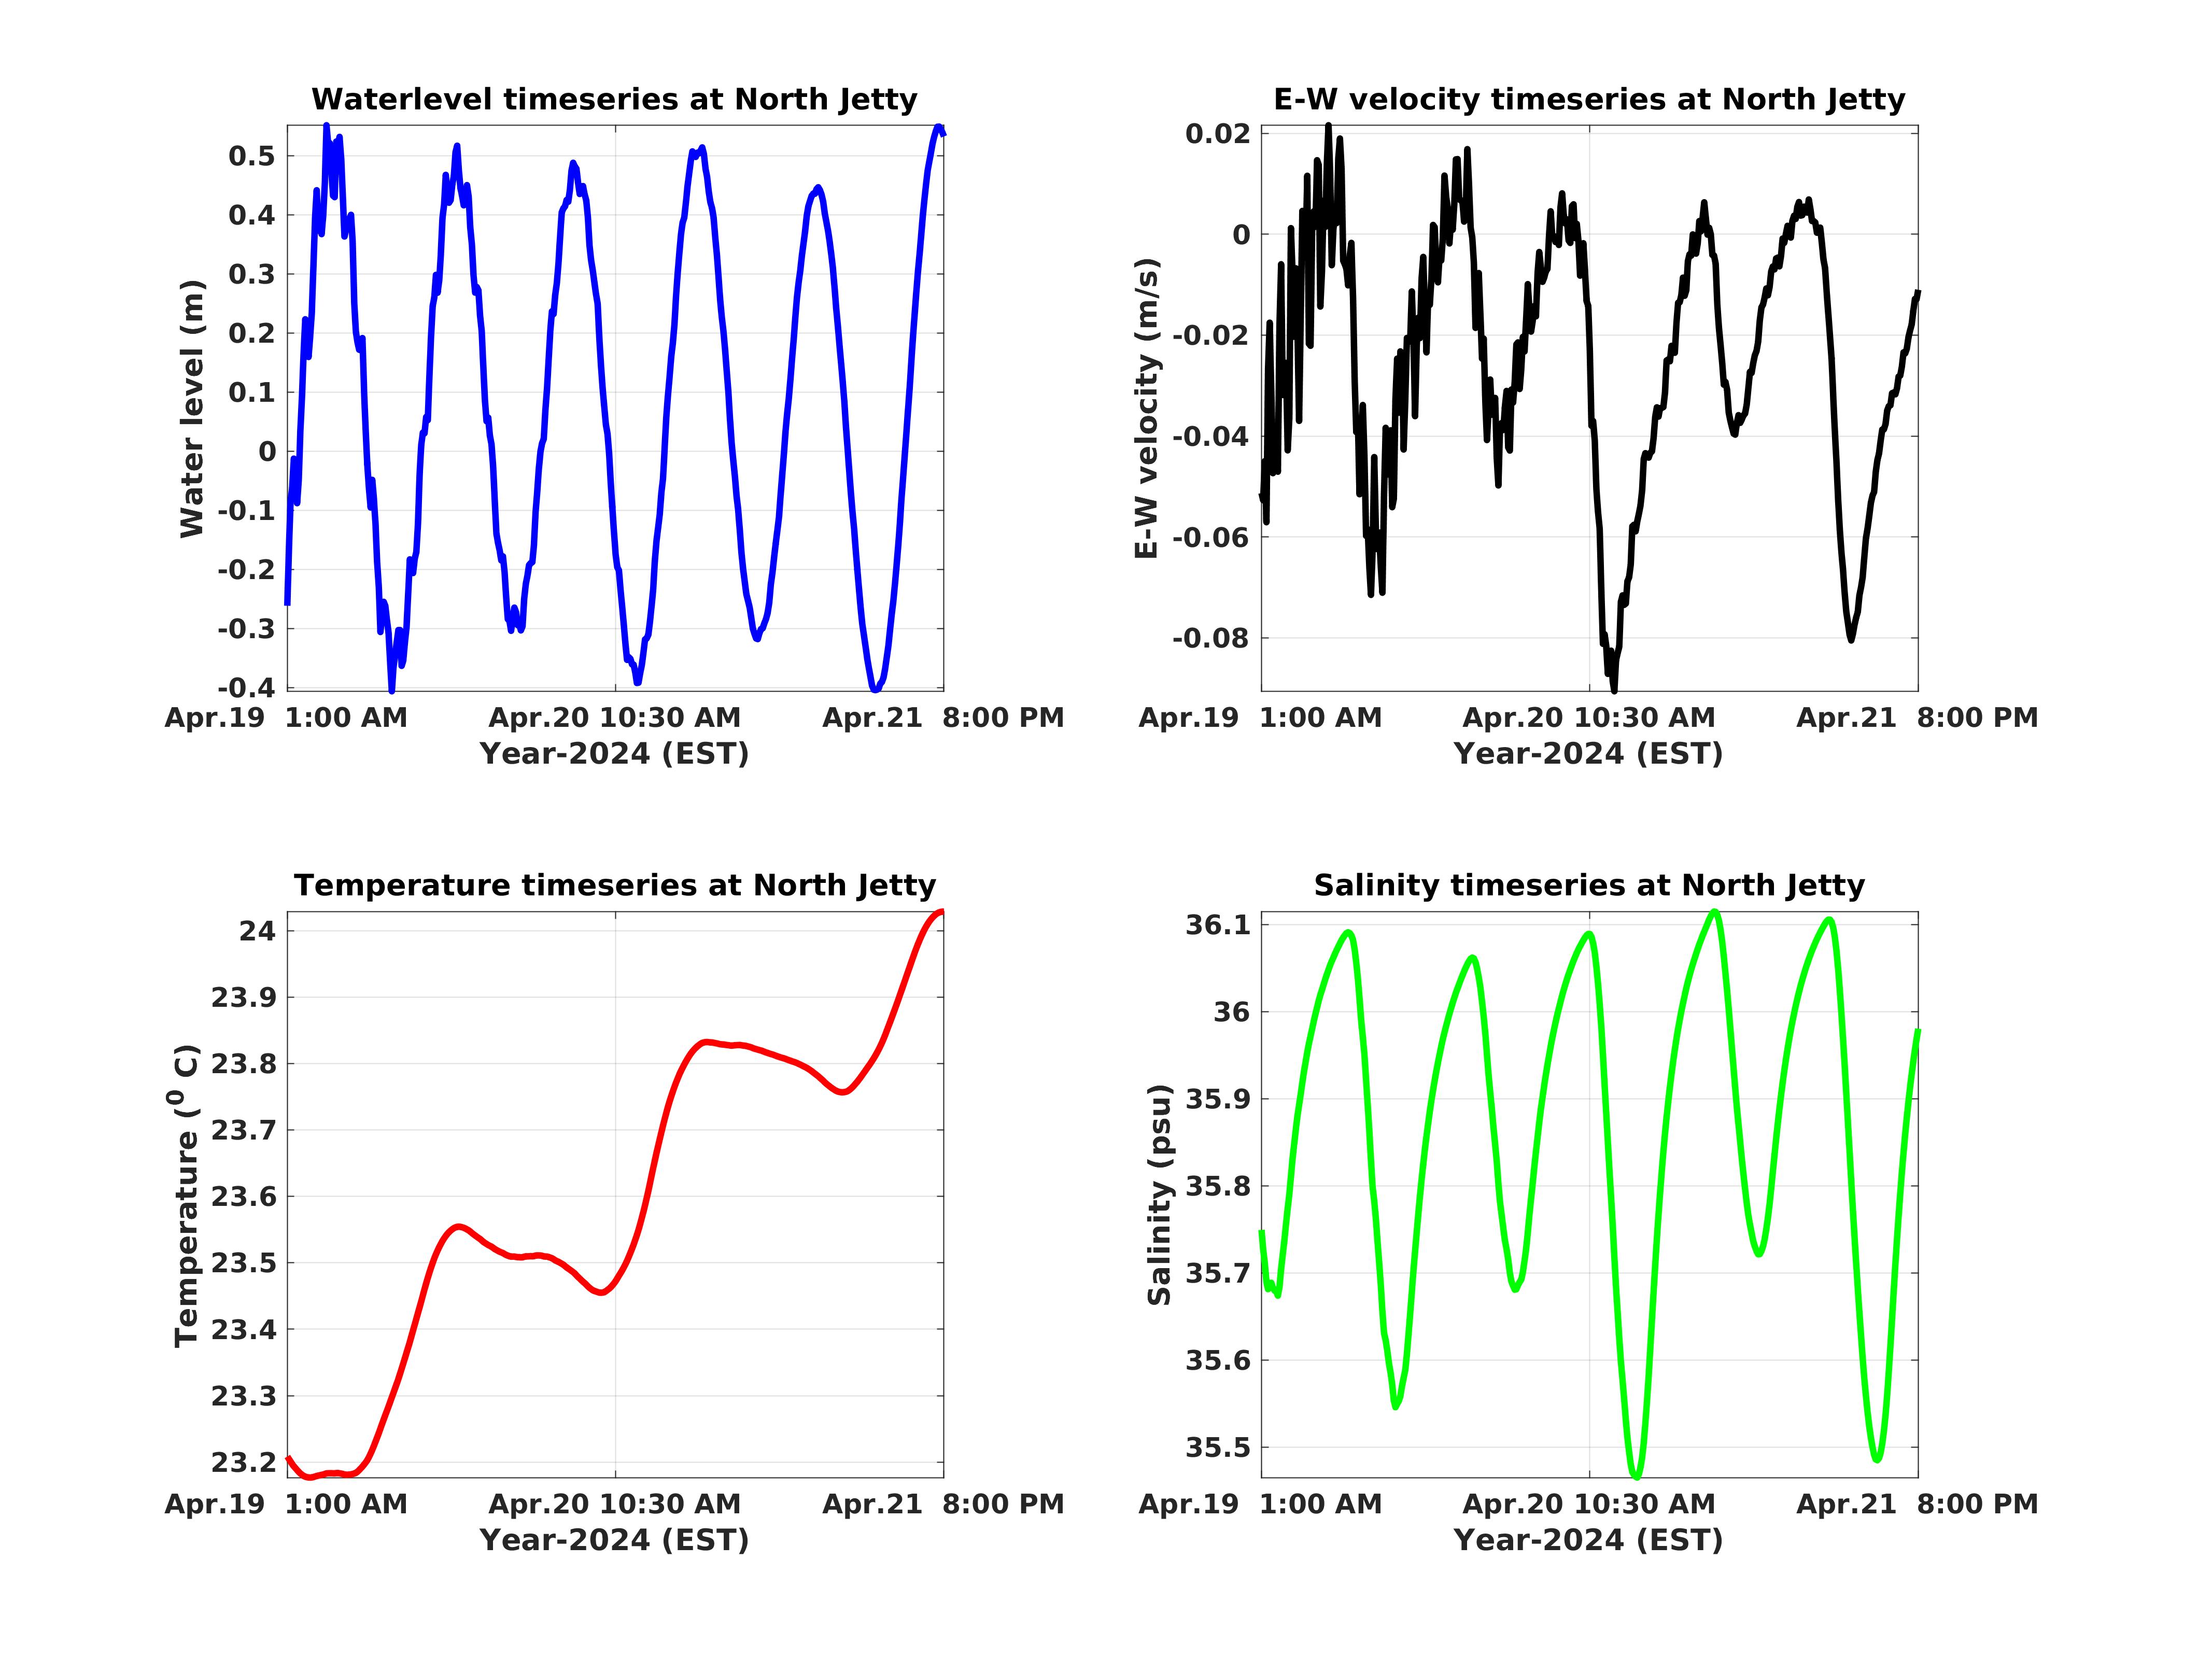 Waterlevel timeseries at North Jetty
0.5
0.4
0.3
0.2
0.1
0
-0.1
-0.2
-0.3
-0.4
Water level (m)
Apr.19 1:00 AM Apr.20 10:30 AM Apr.21 8:00 PM
Year-2024 (EST)
E-W velocity timeseries at North Jetty
0.02
0
-0.02
-0.04
-0.06
-0.08
E-W velocity (m/s)
Apr.19 1:00 AM Apr.20 10:30 AM Apr.21 8:00 PM
Year-2024 (EST)
Temperature timeseries at North Jetty
24
23.9
23.8
23.7
23.6
23.5
23.4
23.3
23.2
Temperature (⁰ C)
Apr.19 1:00 AM Apr.20 10:30 AM Apr.21 8:00 PM
Year-2024 (EST)
Salinity timeseries at North Jetty
36.1
36
35.9
35.8
35.7
35.6
35.5
Salinity (psu)
Apr.19 1:00 AM Apr.20 10:30 AM Apr.21 8:00 PM
Year-2024 (EST)